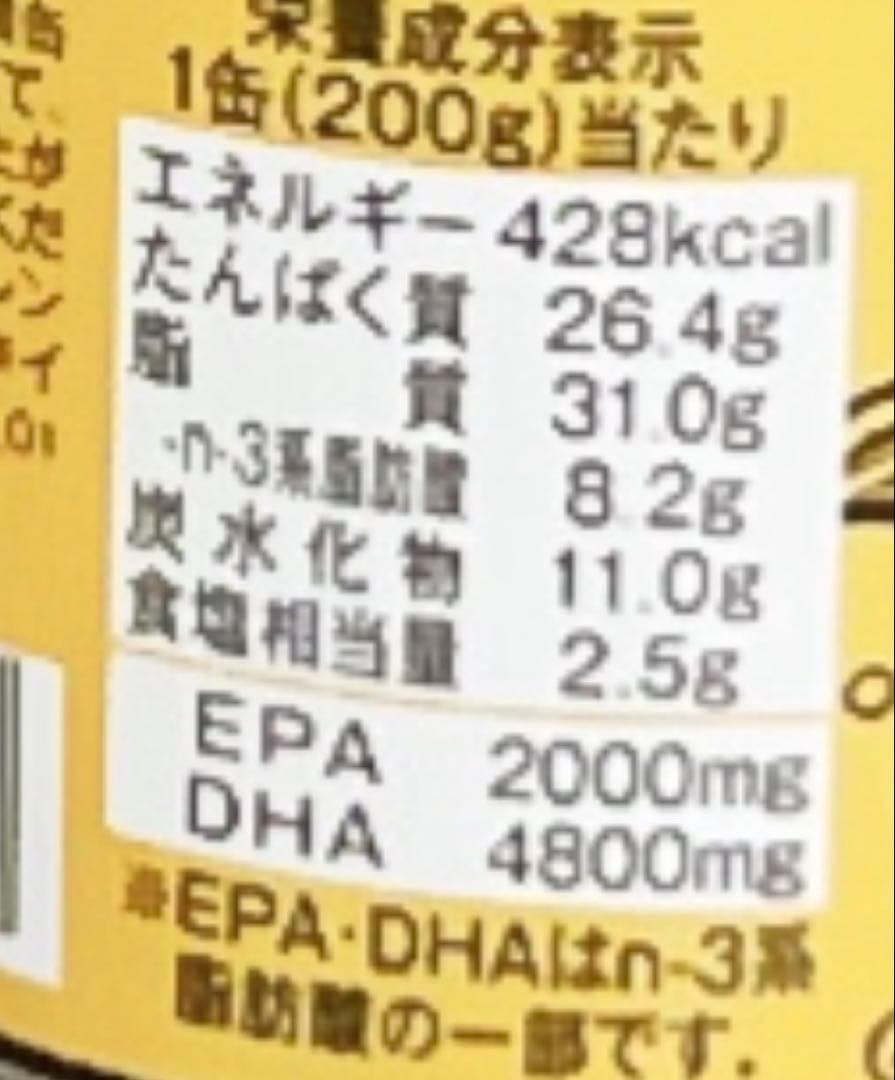 栄養成分表示
1缶(200g)当たり
エネルギー 428kcal
たんぱく質 26.4g
脂質 31.0g
・n-3系脂肪酸 8.2g
炭水化物 11.0g
食塩相当量 2.5g
EPA 2000mg
DHA 4800mg
※EPA・DHAはn-3系
脂肪酸の一部です。